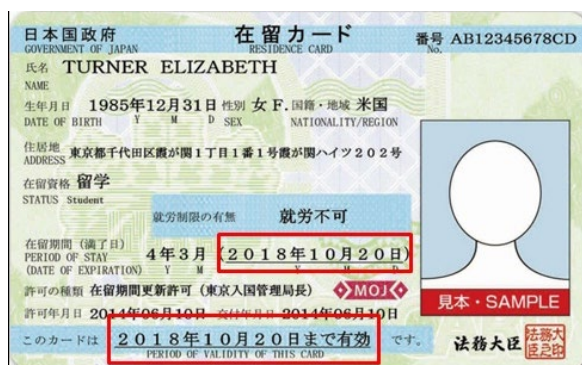 日本国政府 在留カード 番号 AB12345678CD
GOVERNMENT OF JAPAN RESIDENCE CARD No.
氏名 TURNER ELIZABETH
NAME
生年月日 1985年12月31日 性別 女 F. 国籍・地域 米国
DATE OF BIRTH Y M D SEX NATIONALITY/REGION
住居地 東京都千代田区霞が関1丁目1番1号霞が関ハイツ202号
ADDRESS
在留資格 留学
STATUS Student
就労制限の有無 就労不可
在留期間(満了日) 4年3月(2018年10月20日)
PERIOD OF STAY
(DATE OF EXPIRATION) Y M Y M D
許可の種類 在留期間更新許可(東京入国管理局長) MOJ
見本・SAMPLE
許可年月日 2014年06月10日 交付年月日 2014年06月10日
このカードは 2018年10月20日まで有効 です。 法務大臣 法務大臣之印
PERIOD OF VALIDITY OF THIS CARD